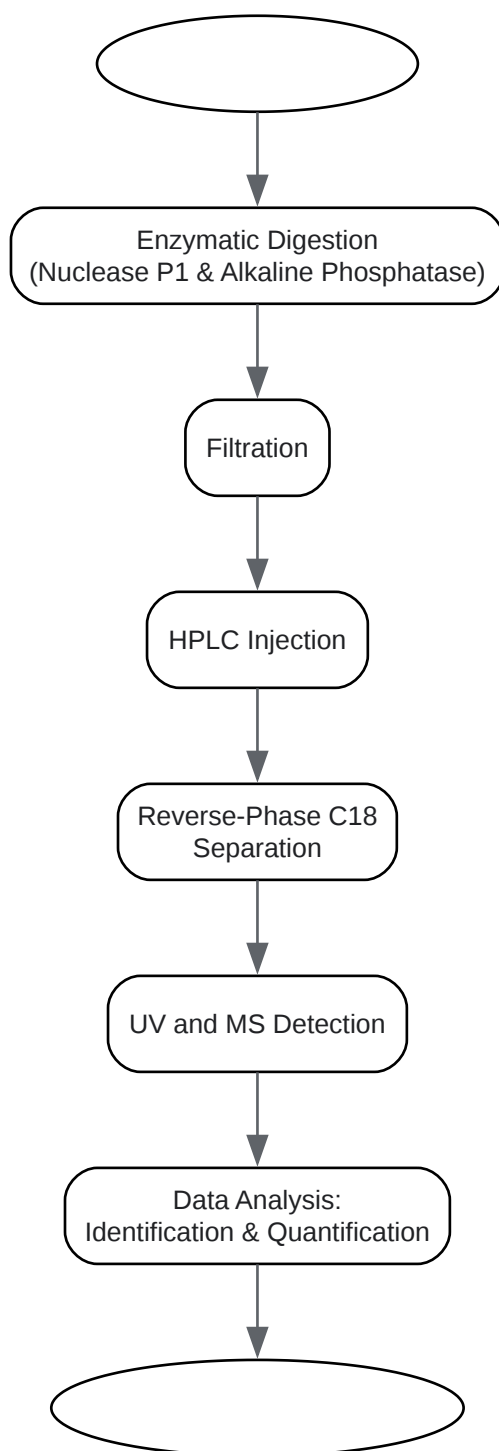 Enzymatic Digestion
(Nuclease P1 & Alkaline Phosphatase)
Filtration
HPLC Injection
Reverse-Phase C18
Separation
UV and MS Detection
Data Analysis:
Identification & Quantification